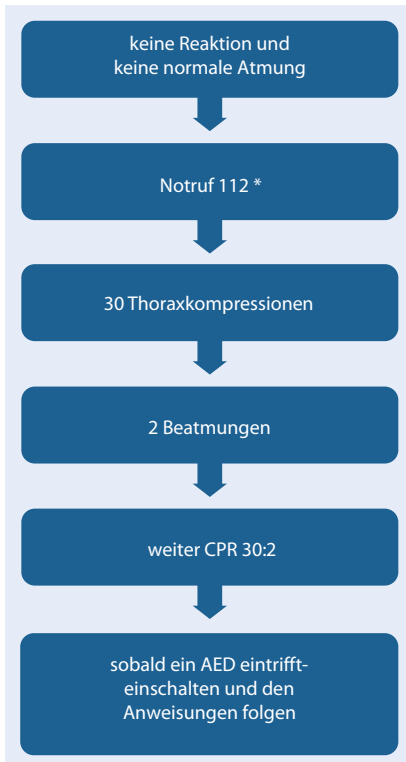 keine Reaktion und
keine normale Atmung
Notruf 112 *
30 Thoraxkompressionen
2 Beatmungen
weiter CPR 30:2
sobald ein AED eintrifft-
einschalten und den
Anweisungen folgen